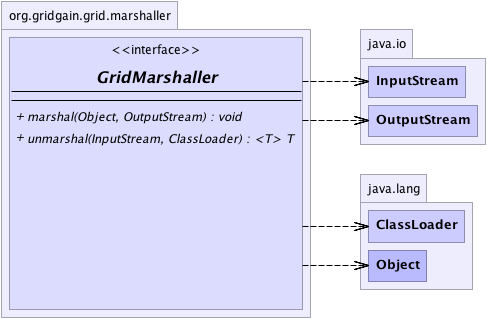 org.gridgain.grid.marshaller
<<interface>>
GridMarshaller
+ marshal(Object, OutputStream) : void
+ unmarshal(InputStream, ClassLoader) : <T> T
java.io
InputStream
OutputStream
java.lang
ClassLoader
Object